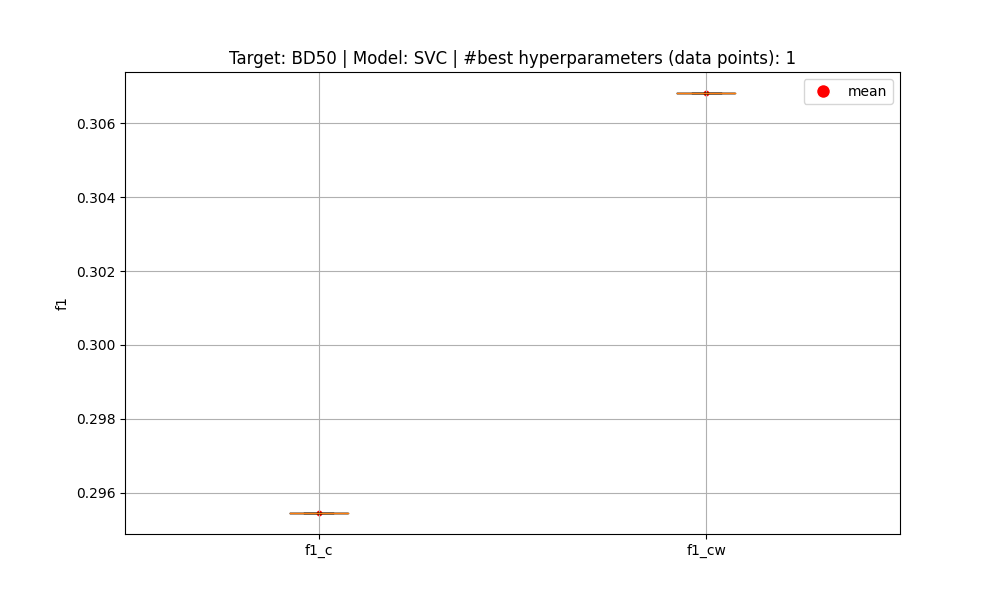 Target: BD50 | Model: SVC | #best hyperparameters (data points): 1
mean
0.306
0.304
0.302
0.300
0.298
0.296
f1
f1_c
f1_cw